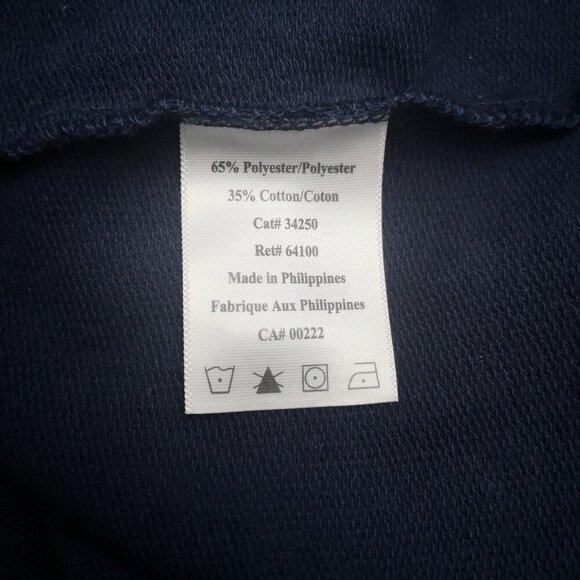 65% Polyester/Polyester
35% Cotton/Coton
Cat# 34250
Ret# 64100
Made in Philippines
Fabrique Aux Philippines
CA# 00222